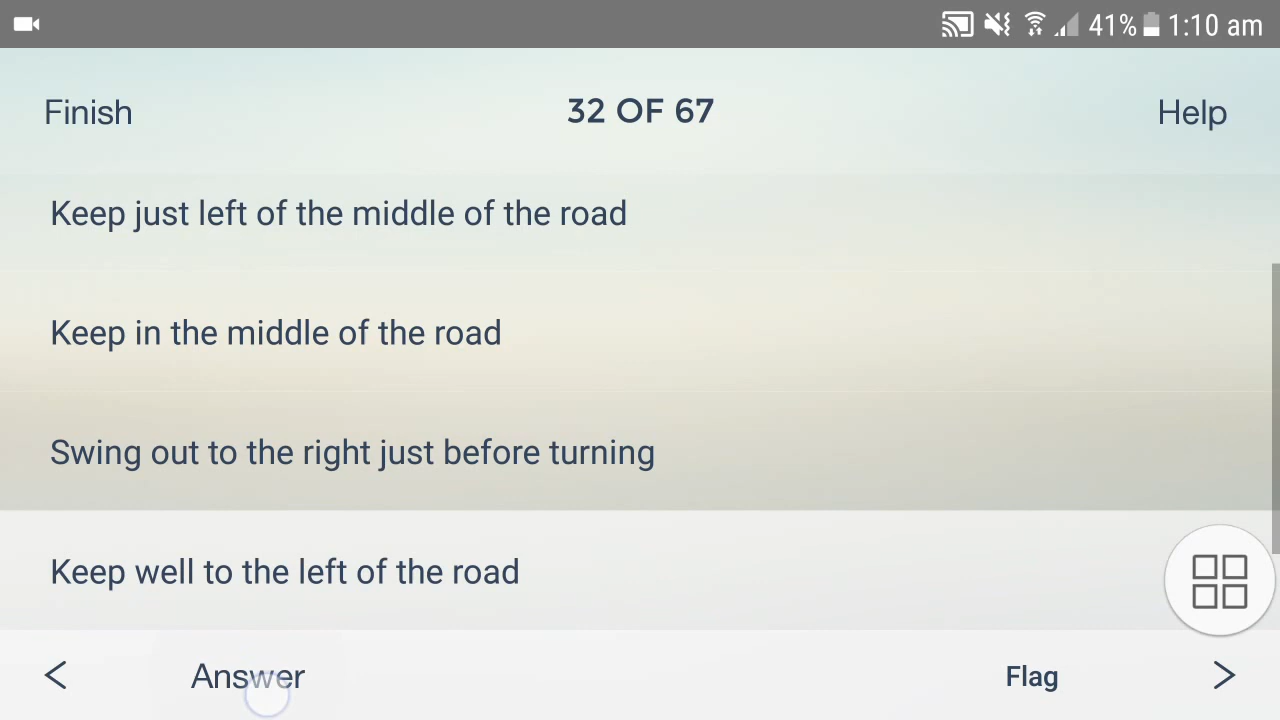 41% 1:10 am
Finish 32 OF 67 Help
Keep just left of the middle of the road
Keep in the middle of the road
Swing out to the right just before turning
Keep well to the left of the road
< Answer Flag >